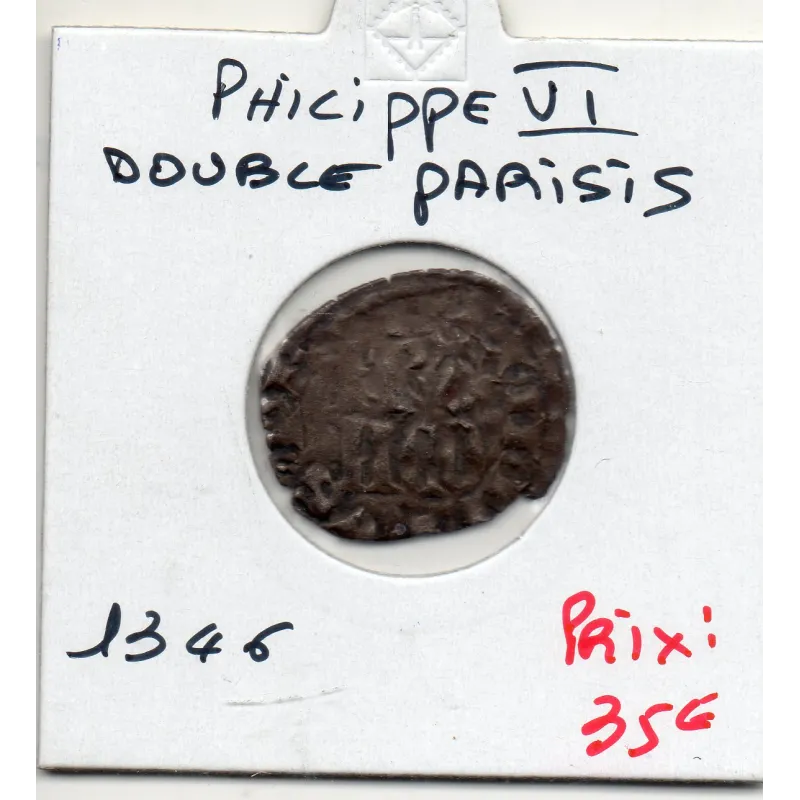 PHILIPPE VI
DOUBLE PARISIS
1346
PRIX:
35€